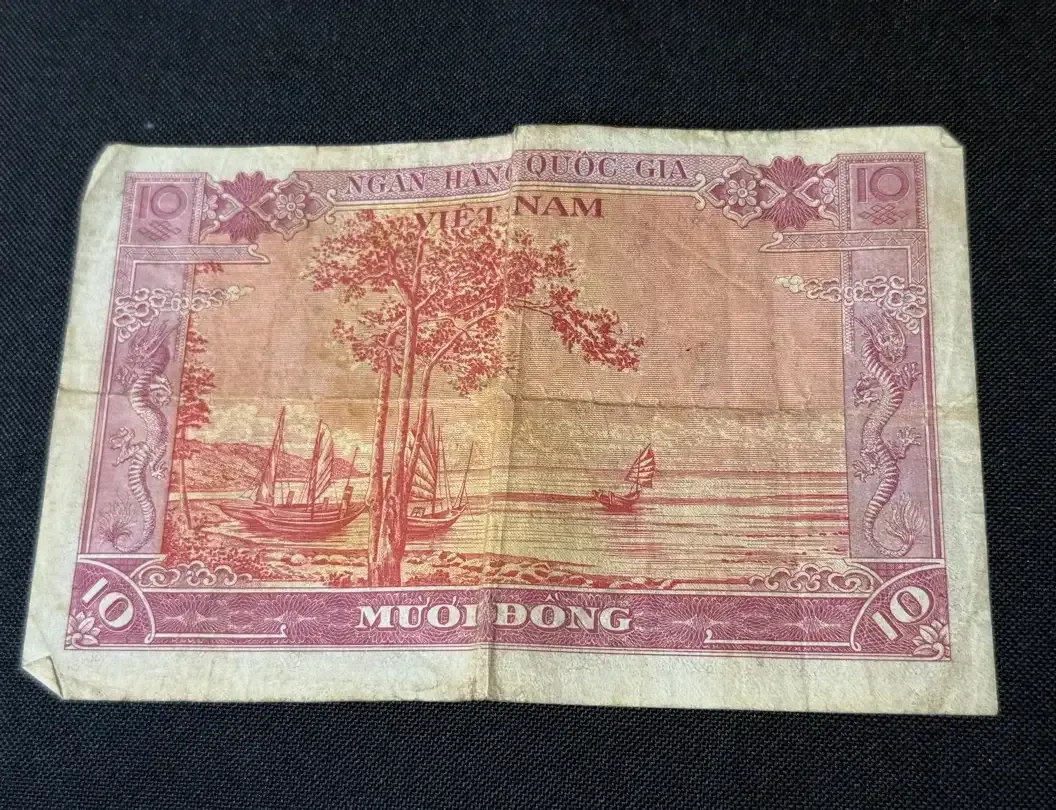 10 NGÂN HÀNG QUỐC-GIA 10
VIỆT NAM
10 MƯỜI ĐỒNG 10